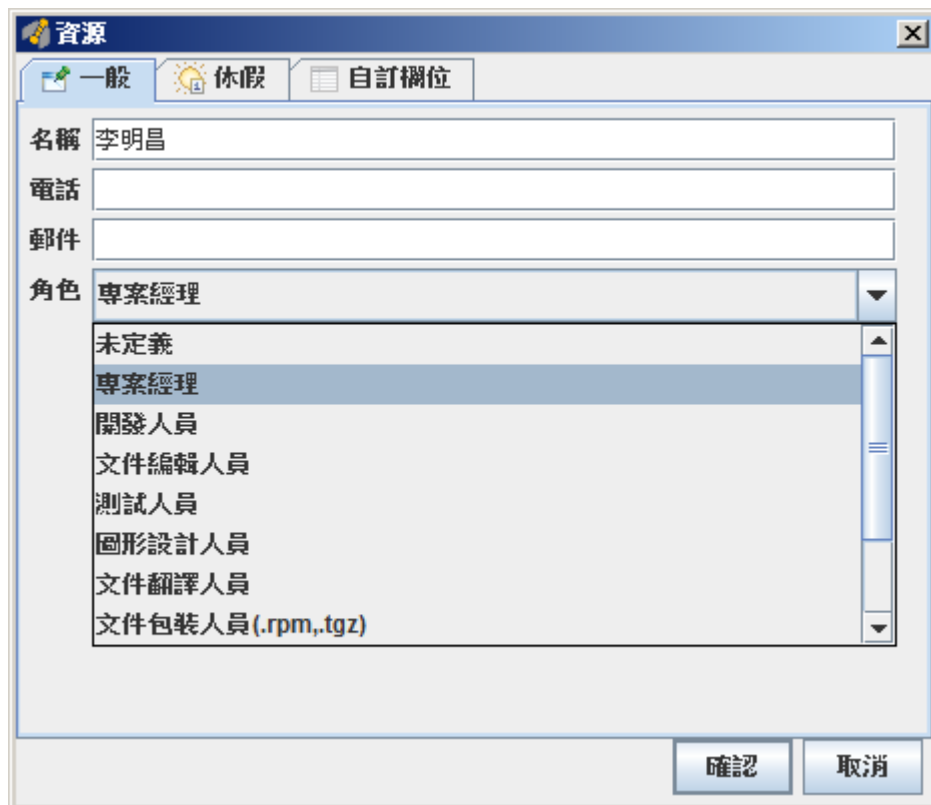 資源
一般 休假 自訂欄位
名稱 李明昌
電話
郵件
角色 專案經理
未定義
專案經理
開發人員
文件編輯人員
測試人員
圖形設計人員
文件翻譯人員
文件包裝人員(.rpm,.tgz)
確認 取消